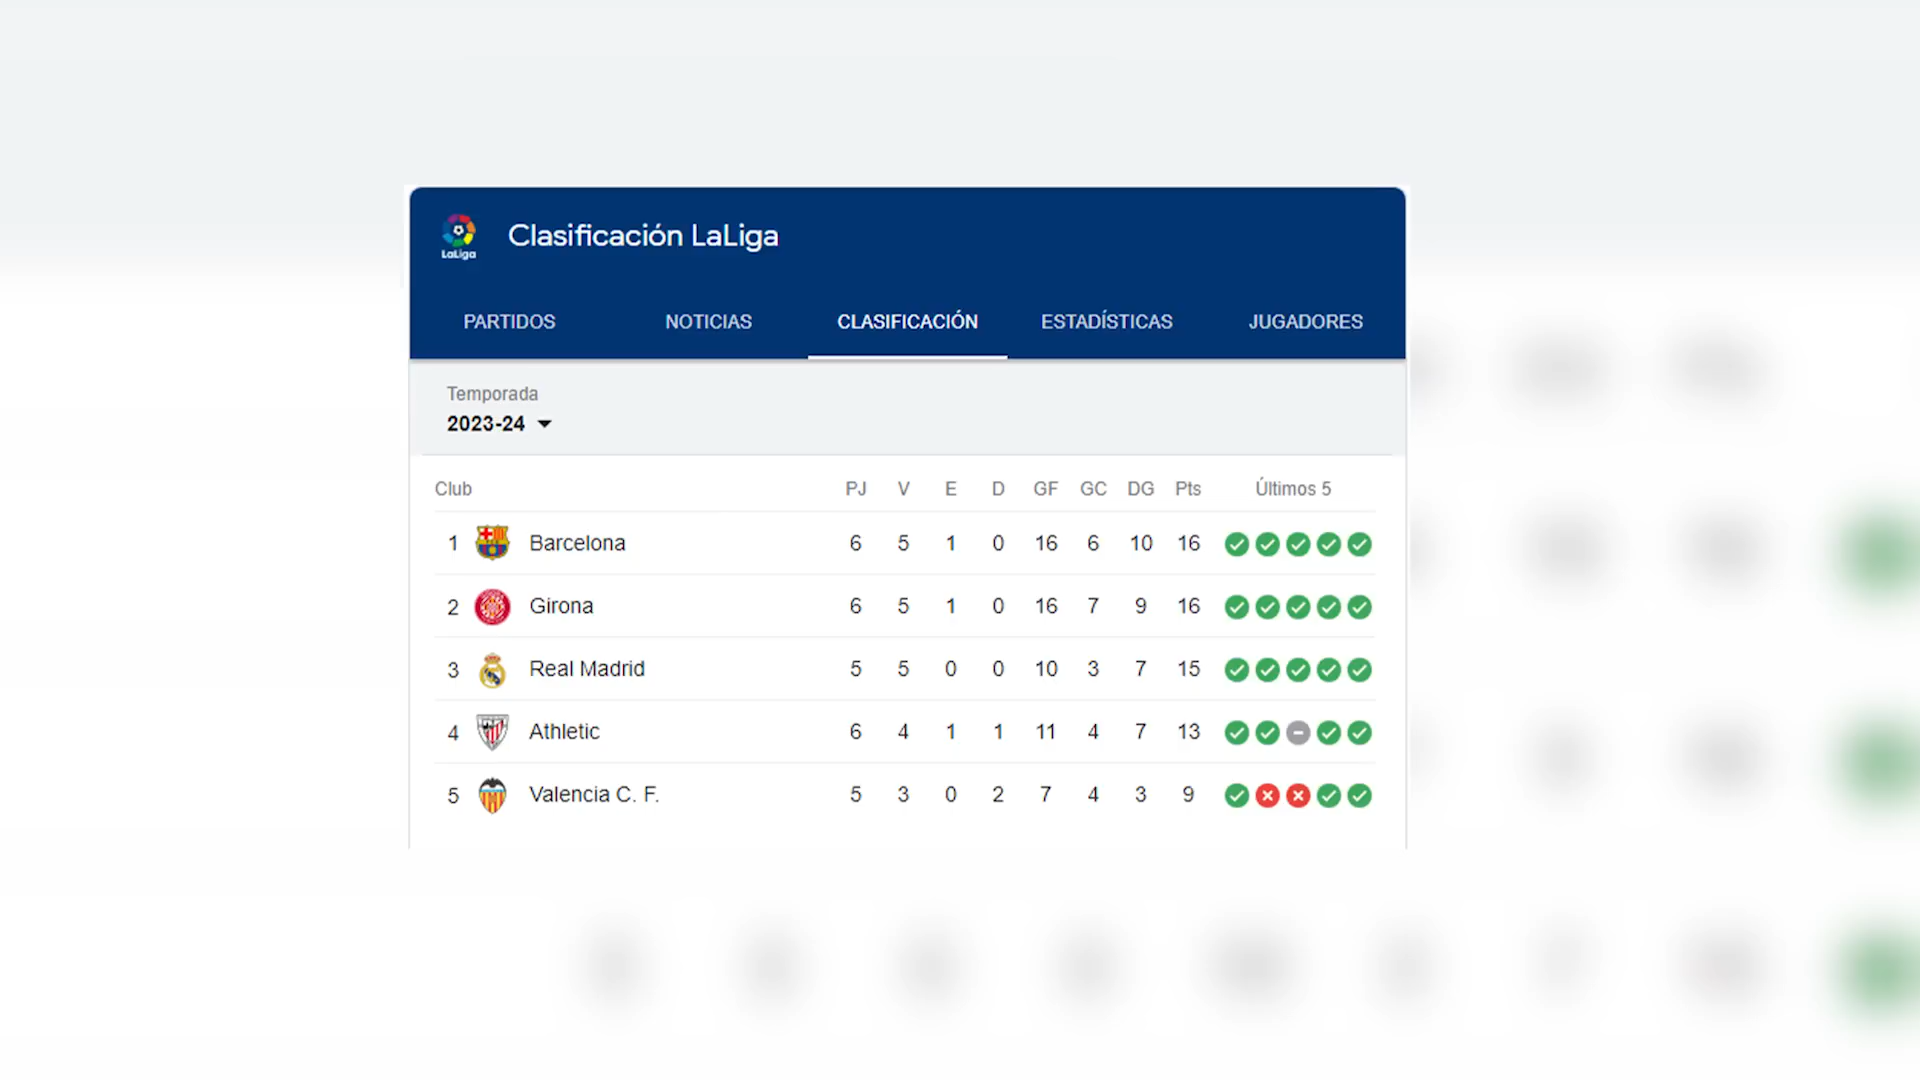 LaLiga
Clasificación LaLiga
PARTIDOS NOTICIAS CLASIFICACIÓN ESTADÍSTICAS JUGADORES
Temporada
2023-24
Club PJ V E D GF GC DG Pts Últimos 5
1 Barcelona 6 5 1 0 16 6 10 16
2 Girona 6 5 1 0 16 7 9 16
3 Real Madrid 5 5 0 0 10 3 7 15
4 Athletic 6 4 1 1 11 4 7 13
5 Valencia C. F. 5 3 0 2 7 4 3 9